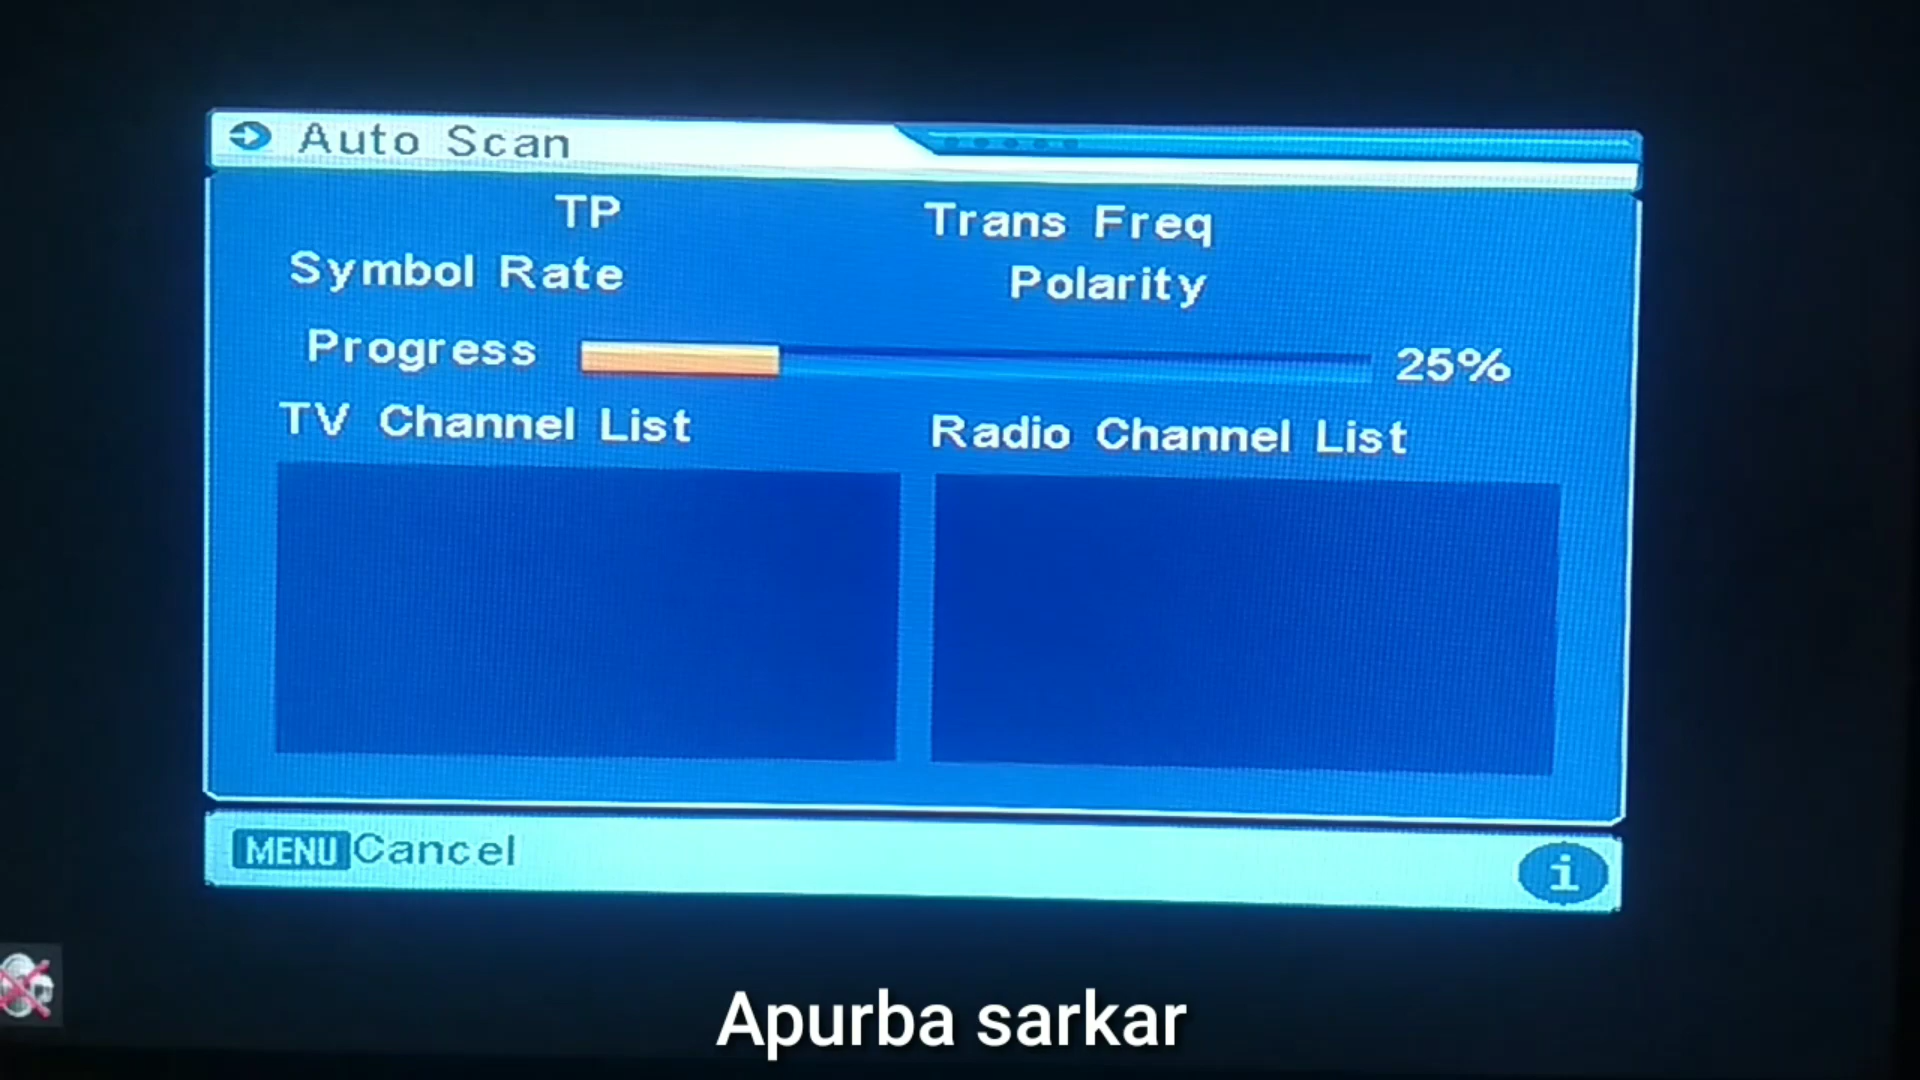 Auto Scan
TP
Trans Freq
Symbol Rate
Polarity
Progress
25%
TV Channel List
Radio Channel List
MENU Cancel
i
Apurba sarkar